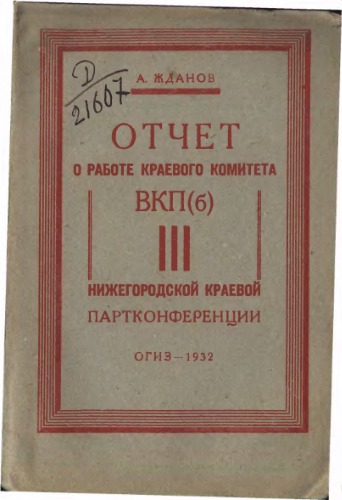 Д
21607
А. ЖДАНОВ
ОТЧЕТ
О РАБОТЕ КРАЕВОГО КОМИТЕТА
ВКП(б)
III
НИЖЕГОРОДСКОЙ КРАЕВОЙ
ПАРТКОНФЕРЕНЦИИ
ОГИЗ—1932